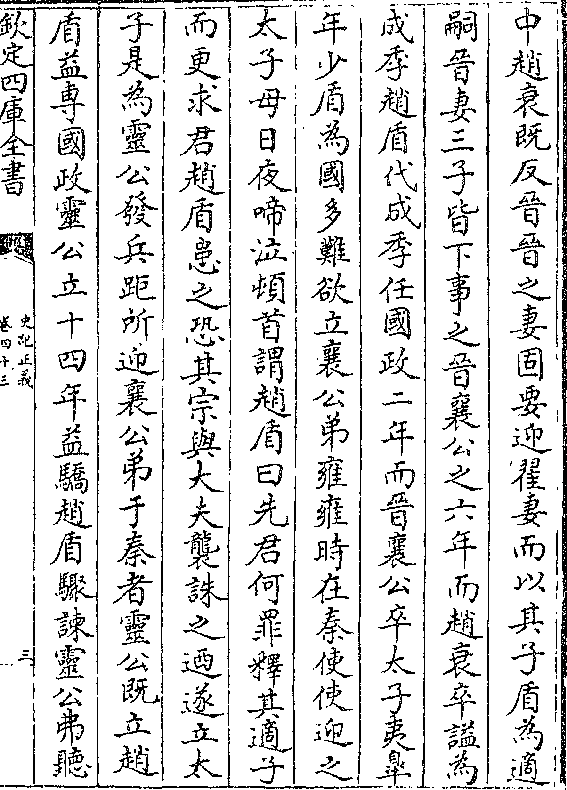 中趙衰既反晉晉之妻固要迎翟妻而以其子盾為適
嗣晉妻三子皆下事之晉襄公之六年而趙衰卒諡為
成季趙盾代成季任國政二年而晉襄公卒太子夷臯
年少盾為國多難欲立襄公弟雍雍時在秦使使迎之
太子母日夜啼泣頓首謂趙盾曰先君何罪釋其適子
而更求君趙盾患之恐其宗與大夫襲誅之迺遂立太
子是為靈公發兵距所迎襄公弟于秦者靈公既立趙
盾益専國政靈公立十四年益驕趙盾驟諫靈公弗聽
欽定四庫全書
史記正義
卷四十三
三